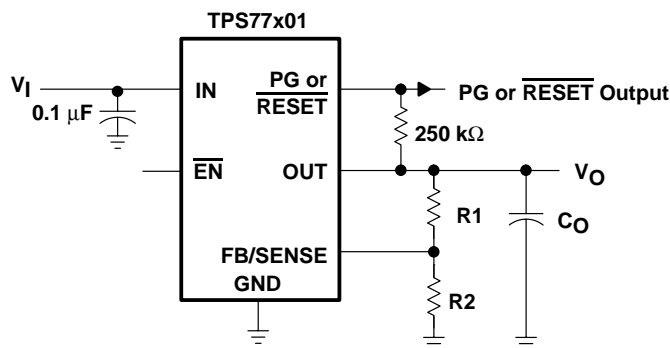 TPS77x01
VI
0.1 μF
IN
PG or
RESET
PG or RESET Output
250 kΩ
EN
OUT
VO
R1
CO
FB/SENSE
GND
R2